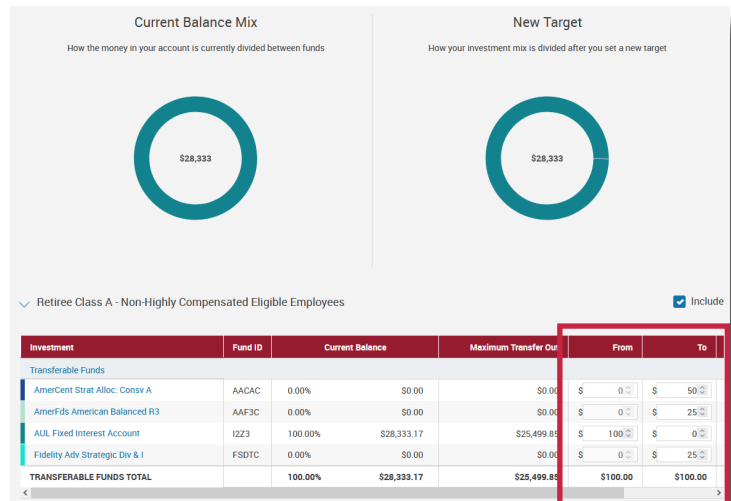 Current Balance Mix
How the money in your account is currently divided between funds
$28,333
New Target
How your investment mix is divided after you set a new target
$28,333
Retiree Class A - Non-Highly Compensated Eligible Employees
Include
Investment Fund ID Current Balance Maximum Transfer Out From To
Transferable Funds
AmerCent Strat Alloc: Consv A AACAC 0.00% $0.00 $0.00 $ 0 $ 50
AmerFds American Balanced R3 AAF3C 0.00% $0.00 $0.00 $ 0 $ 25
AUL Fixed Interest Account I2Z3 100.00% $28,333.17 $25,499.85 $ 100 $ 0
Fidelity Adv Strategic Div & I FSDTC 0.00% $0.00 $0.00 $ 0 $ 25
TRANSFERABLE FUNDS TOTAL 100.00% $28,333.17 $25,499.85 $100.00 $100.00